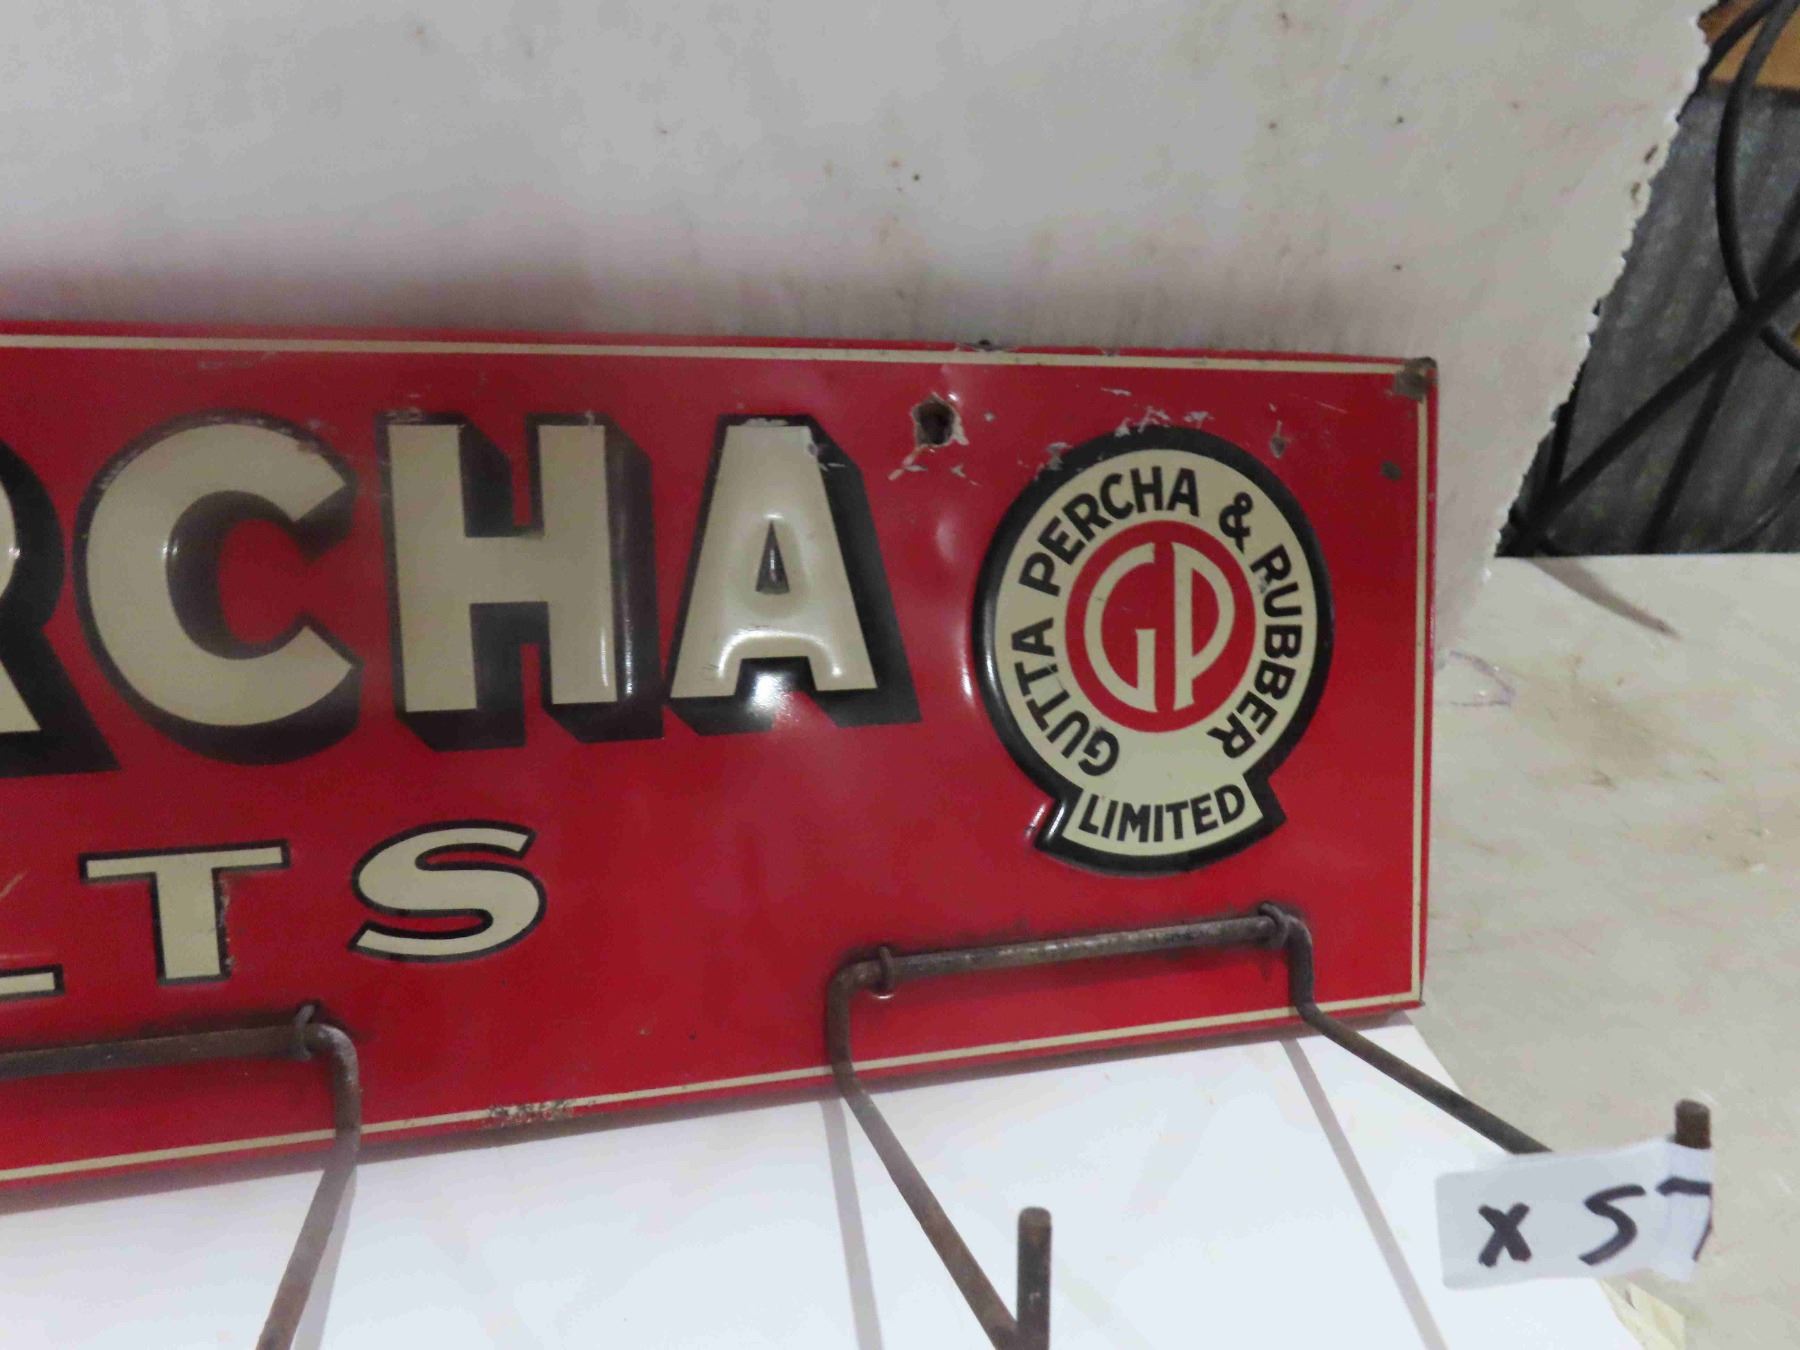 RCHA
LTS
GUTTA PERCHA & RUBBER
LIMITED
GP
X 57